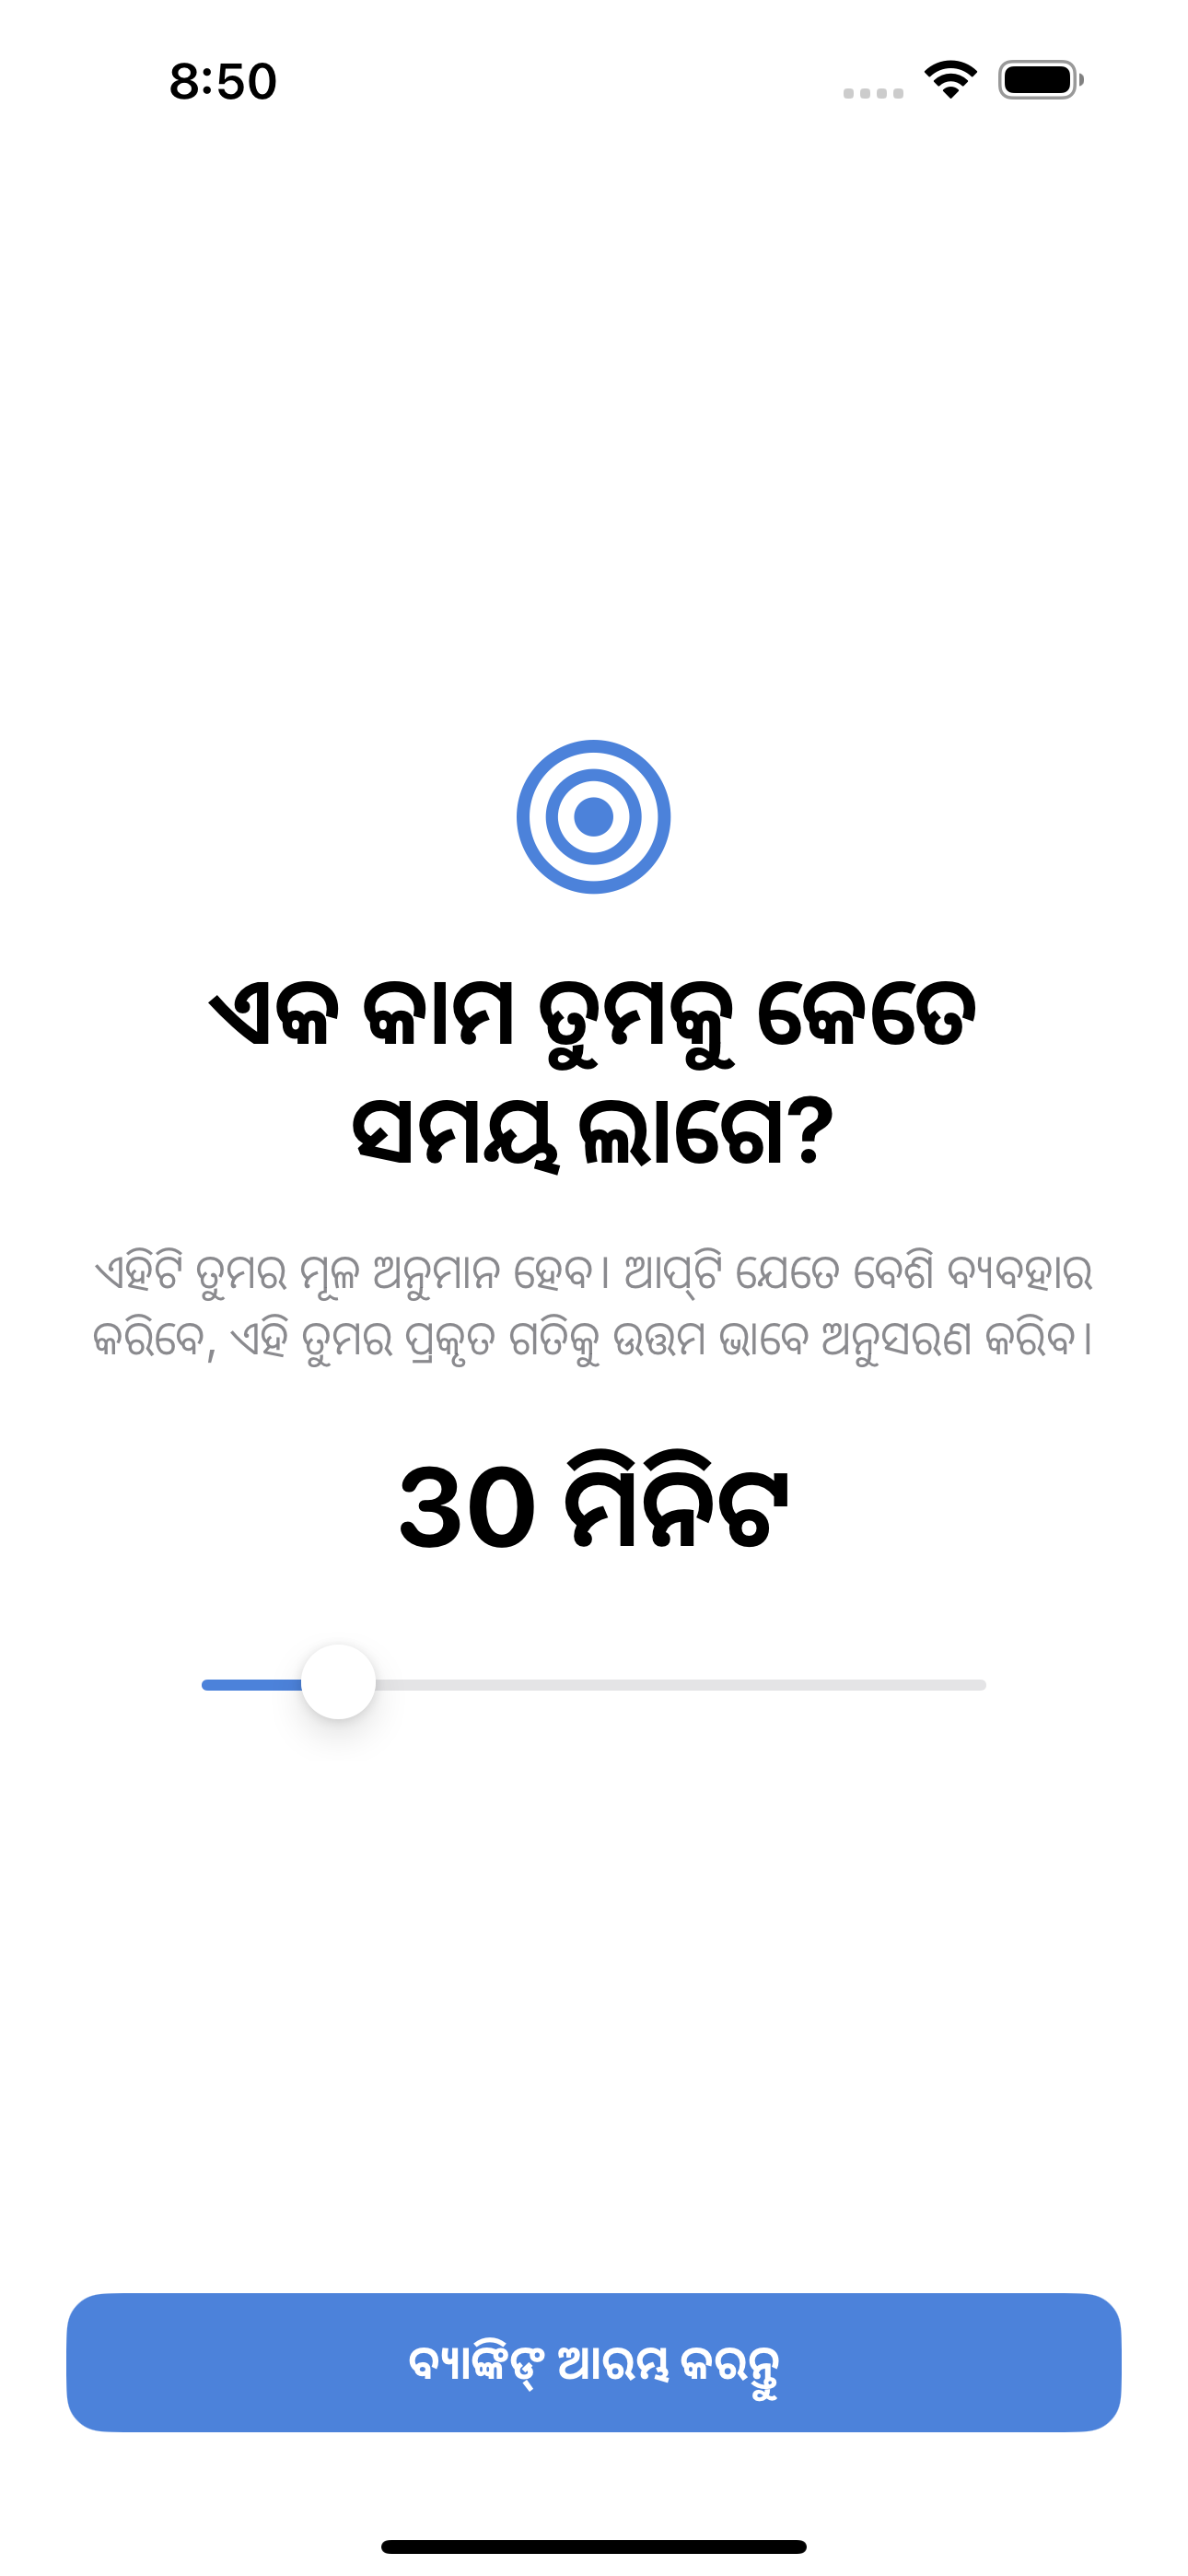 8:50
ଏକ କାମ ତୁମକୁ କେତେ
ସମୟ ଲାଗେ?
ଏହିଟି ତୁମର ମୂଳ ଅନୁମାନ ହେବ। ଆପ୍‌ଟି ଯେତେ ବେଶି ବ୍ୟବହାର
କରିବେ, ଏହି ତୁମର ପ୍ରକୃତ ଗତିକୁ ଉତ୍ତମ ଭାବେ ଅନୁସରଣ କରିବ।
30 ମିନିଟ
ବ୍ୟାଙ୍କିଙ୍ଗ୍ ଆରମ୍ଭ କରନ୍ତୁ